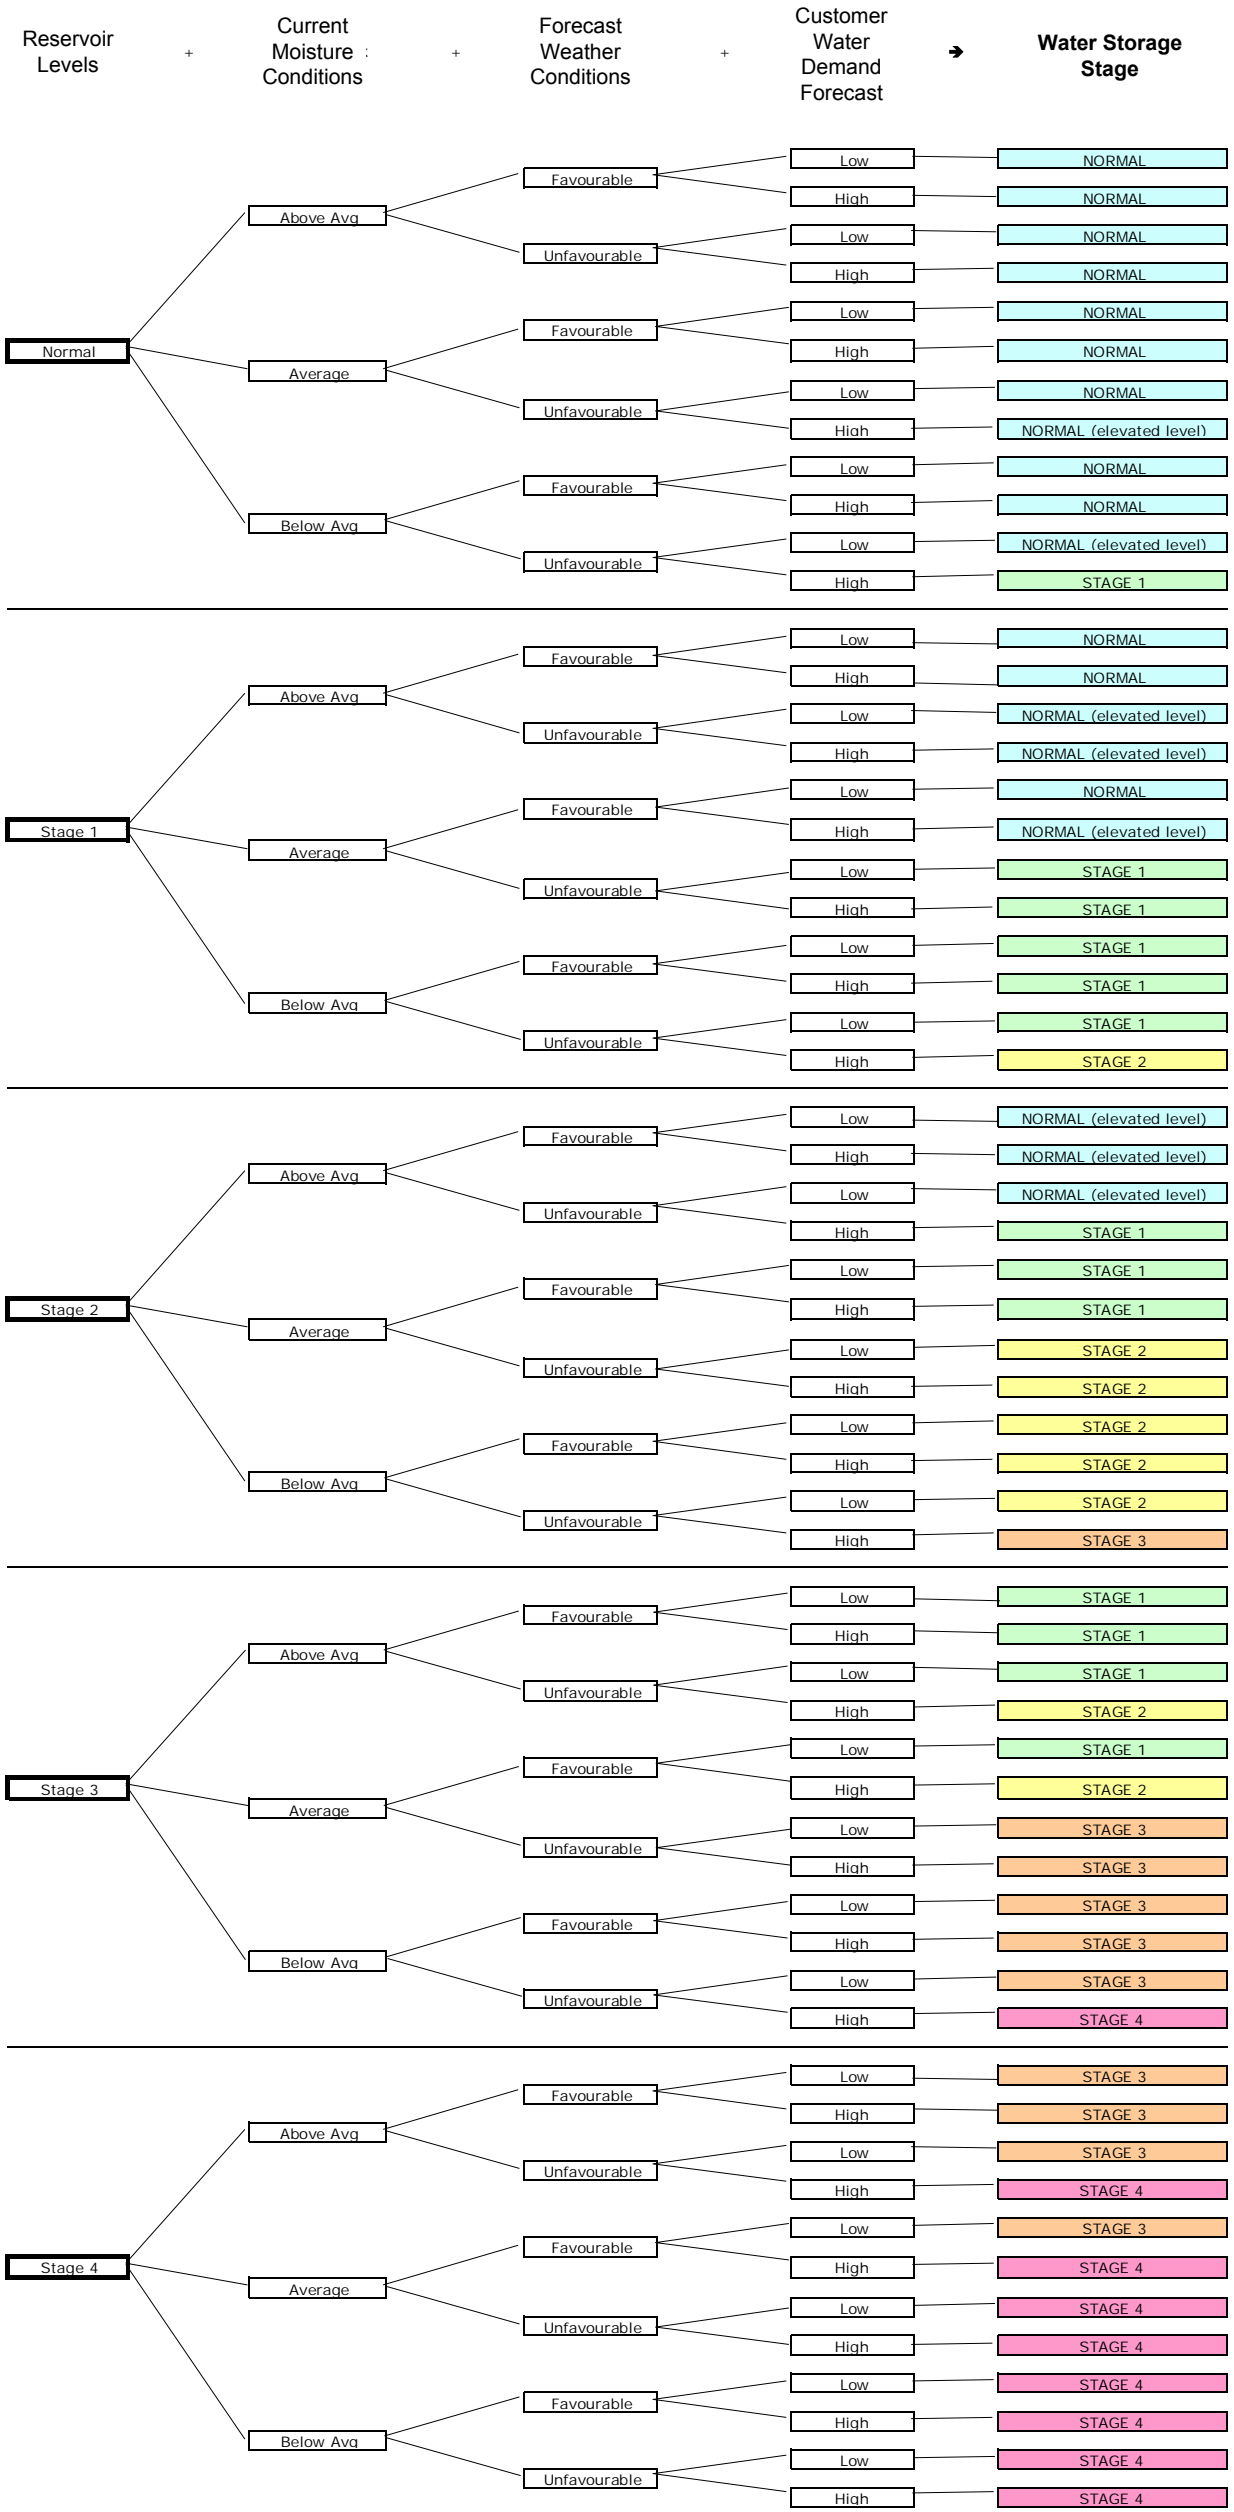 Reservoir
Levels
+
Current
Moisture
Conditions
+
Forecast
Weather
Conditions
+
Customer
Water
Demand
Forecast
➔
Water Storage
Stage
Low NORMAL
Favourable
High NORMAL
Above Avg
Low NORMAL
Unfavourable
High NORMAL
Low NORMAL
Favourable
Normal
High NORMAL
Average
Low NORMAL
Unfavourable
High NORMAL (elevated level)
Low NORMAL
Favourable
High NORMAL
Below Avg
Low NORMAL (elevated level)
Unfavourable
High STAGE 1
Low NORMAL
Favourable
High NORMAL
Above Avg
Low NORMAL (elevated level)
Unfavourable
High NORMAL (elevated level)
Low NORMAL
Favourable
Stage 1
High NORMAL (elevated level)
Average
Low STAGE 1
Unfavourable
High STAGE 1
Low STAGE 1
Favourable
High STAGE 1
Below Avg
Low STAGE 1
Unfavourable
High STAGE 2
Low NORMAL (elevated level)
Favourable
High NORMAL (elevated level)
Above Avg
Low NORMAL (elevated level)
Unfavourable
High STAGE 1
Low STAGE 1
Favourable
Stage 2
High STAGE 1
Average
Low STAGE 2
Unfavourable
High STAGE 2
Low STAGE 2
Favourable
High STAGE 2
Below Avg
Low STAGE 2
Unfavourable
High STAGE 3
Low STAGE 1
Favourable
High STAGE 1
Above Avg
Low STAGE 1
Unfavourable
High STAGE 2
Low STAGE 1
Favourable
Stage 3
High STAGE 2
Average
Low STAGE 3
Unfavourable
High STAGE 3
Low STAGE 3
Favourable
High STAGE 3
Below Avg
Low STAGE 3
Unfavourable
High STAGE 4
Low STAGE 3
Favourable
High STAGE 3
Above Avg
Low STAGE 3
Unfavourable
High STAGE 4
Low STAGE 3
Favourable
Stage 4
High STAGE 4
Average
Low STAGE 4
Unfavourable
High STAGE 4
Low STAGE 4
Favourable
High STAGE 4
Below Avg
Low STAGE 4
Unfavourable
High STAGE 4